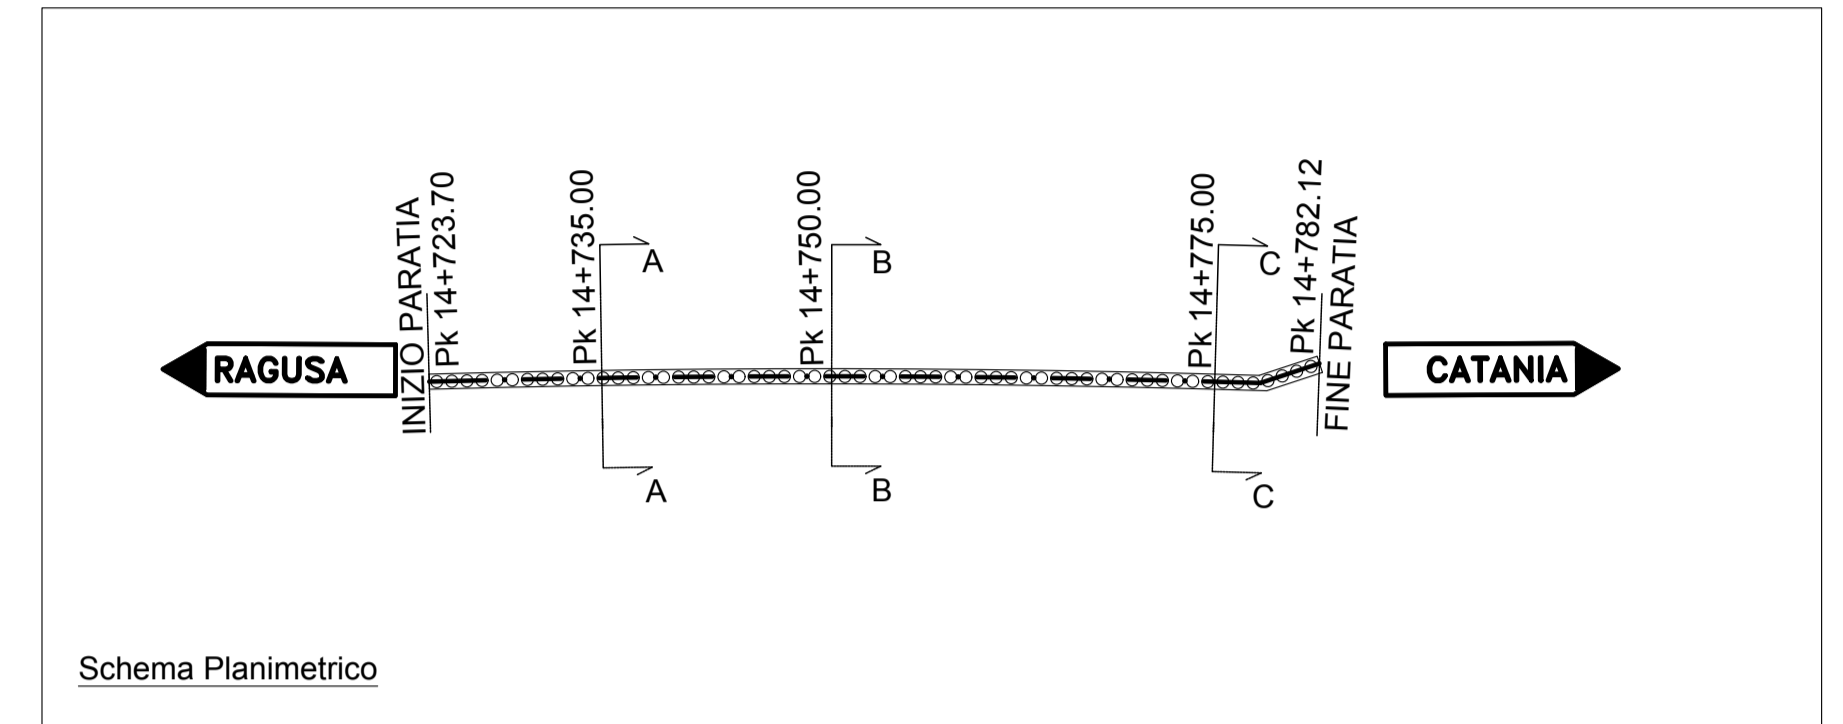 INIZIO PARATIA
Pk 14+723.70
Pk 14+735.00
A
Pk 14+750.00
B
Pk 14+775.00
C
Pk 14+782.12
FINE PARATIA
RAGUSA
CATANIA
A
B
C
Schema Planimetrico